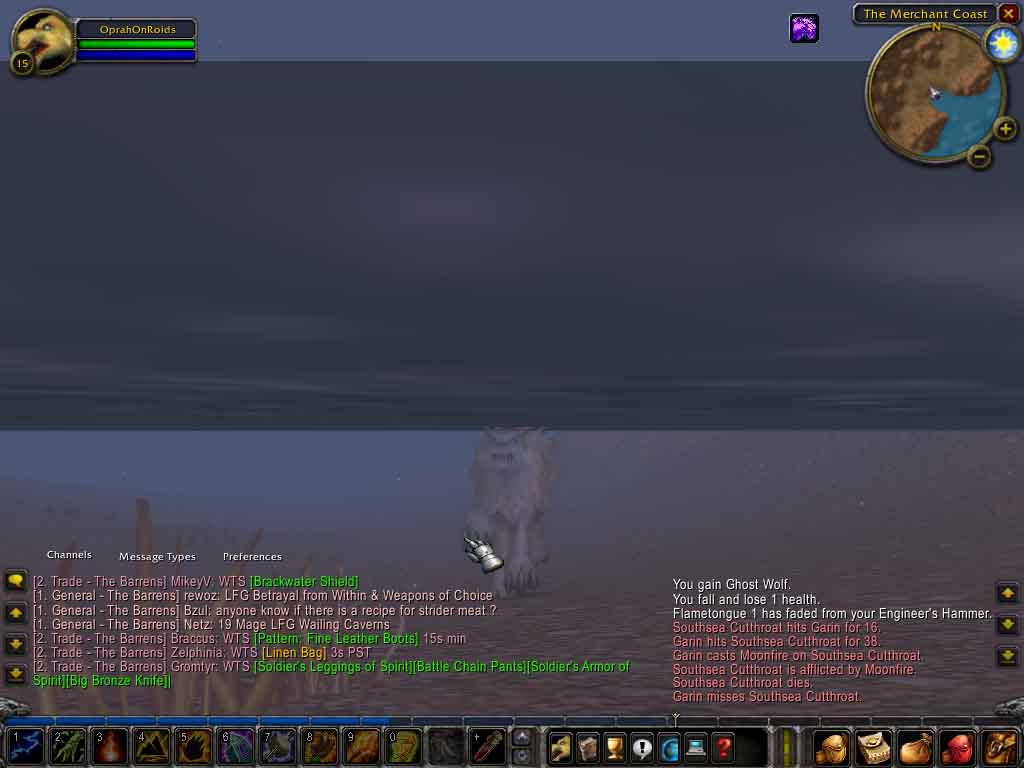 OprahOnRoids
15
The Merchant Coast
N
Channels
Message Types
Preferences
[2. Trade - The Barrens] MikeyV: WTS [Brackwater Shield]
[1. General - The Barrens] rewoz: LFG Betrayal from Within & Weapons of Choice
[1. General - The Barrens] Bzul: anyone know if there is a recipe for strider meat.?
[1. General - The Barrens] Netz: 19 Mage LFG Wailing Caverns
[2. Trade - The Barrens] Braccus: WTS [Pattern: Fine Leather Boots] 15s min
[2. Trade - The Barrens] Zelphinia: WTS [Linen Bag] 3s PST
[2. Trade - The Barrens] Gromtyr: WTS [Soldier's Leggings of Spirit][Battle Chain Pants][Soldier's Armor of
Spirit][Big Bronze Knife]|
You gain Ghost Wolf.
You fall and lose 1 health.
Flametongue 1 has faded from your Engineer's Hammer.
Southsea Cutthroat hits Garin for 16.
Garin hits Southsea Cutthroat for 38.
Garin casts Moonfire on Southsea Cutthroat.
Southsea Cutthroat is afflicted by Moonfire.
Southsea Cutthroat dies.
Garin misses Southsea Cutthroat.
1 2 3 4 5 6 7 8 9 0 - +